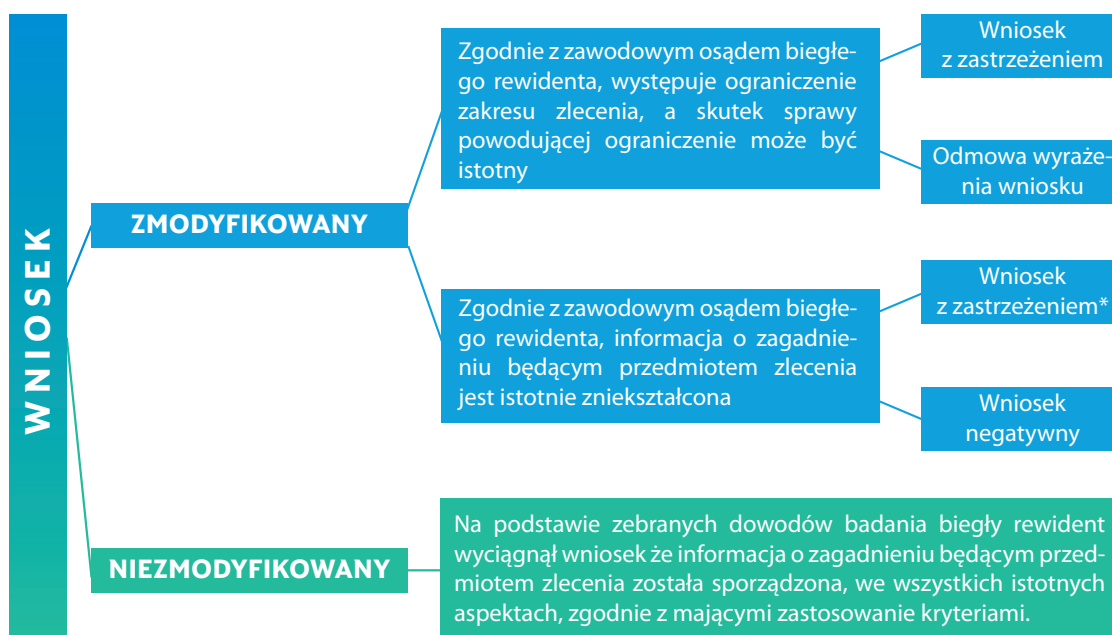 WNIOSEK
ZMODYFIKOWANY
Zgodnie z zawodowym osądem biegłe-
go rewidenta, występuje ograniczenie
zakresu zlecenia, a skutek sprawy
powodującej ograniczenie może być
istotny
Wniosek
z zastrzeżeniem
Odmowa wyraże-
nia wniosku
Zgodnie z zawodowym osądem biegłe-
go rewidenta, informacja o zagadnie-
niu będącym przedmiotem zlecenia
jest istotnie zniekształcona
Wniosek
z zastrzeżeniem*
Wniosek
negatywny
NIEZMODYFIKOWANY
Na podstawie zebranych dowodów badania biegły rewident
wyciągnął wniosek że informacja o zagadnieniu będącym przed-
miotem zlecenia została sporządzona, we wszystkich istotnych
aspektach, zgodnie z mającymi zastosowanie kryteriami.